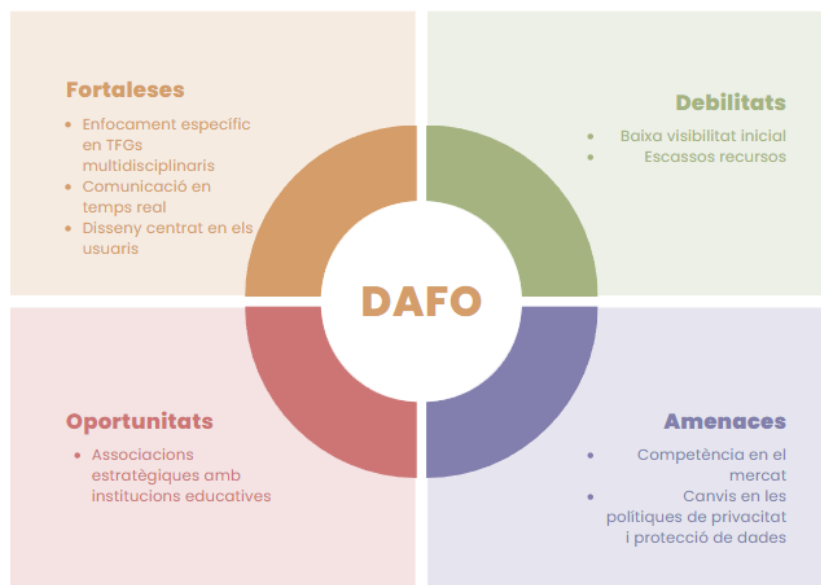 Fortaleses
• Enfocament específic
en TFGs
multidisciplinaris
• Comunicació en
temps real
• Disseny centrat en els
usuaris
Debilitats
• Baixa visibilitat inicial
• Escassos recursos
DAFO
Oportunitats
• Associacions
estratègiques amb
institucions educatives
Amenaces
• Competència en el
mercat
• Canvis en les
polítiques de privacitat
i protecció de dades